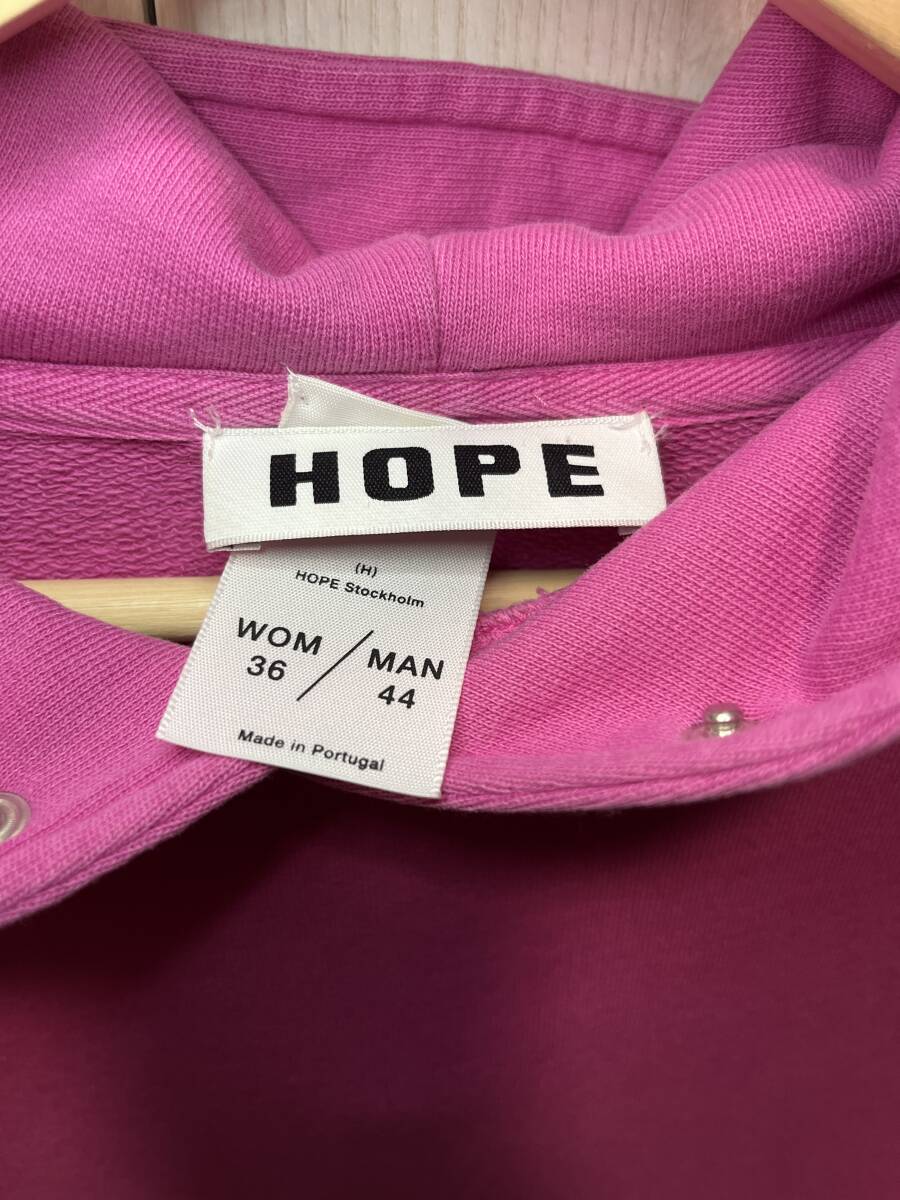 HOPE
(H)
HOPE Stockholm
WOM / MAN
36 44
Made in Portugal